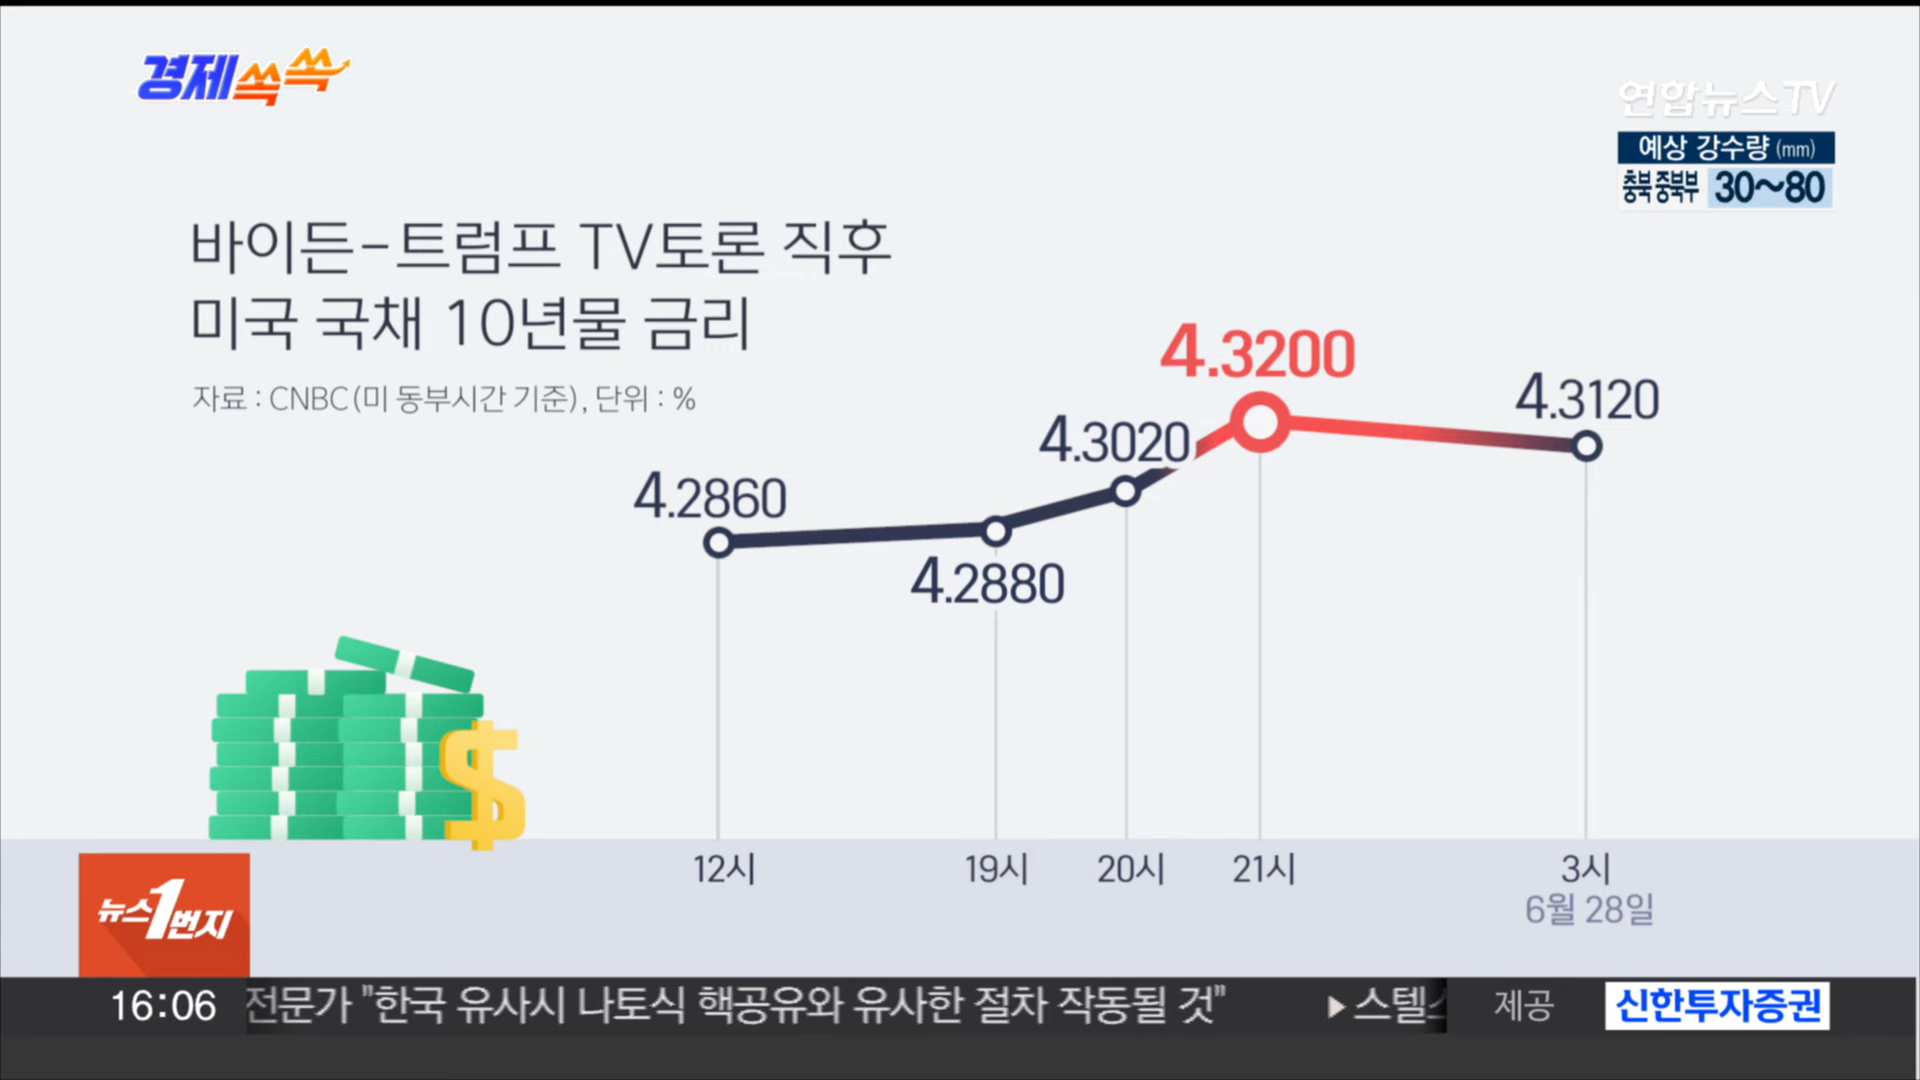 경제쏙쏙
연합뉴스TV
예상 강수량 (mm)
충북 중북부 30~80
바이든-트럼프 TV토론 직후
미국 국채 10년물 금리
자료 : CNBC(미 동부시간 기준), 단위 : %
4.2860
4.2880
4.3020
4.3200
4.3120
12시
19시
20시
21시
3시
6월 28일
$
뉴스1번지
16:06
전문가 "한국 유사시 나토식 핵공유와 유사한 절차 작동될 것"
▶스텔스
제공
신한투자증권